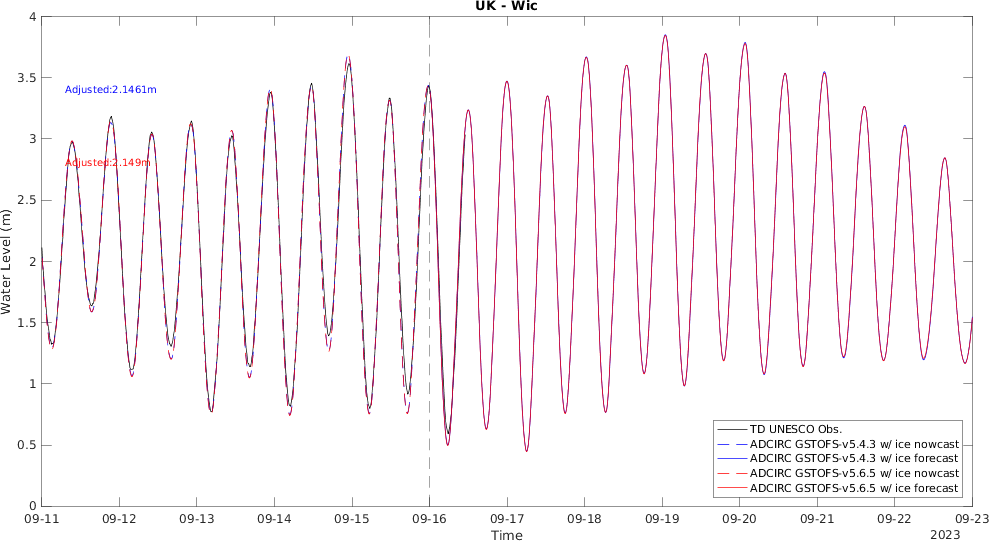 UK - Wic
4
3.5
3
2.5
2
1.5
1
0.5
0
Water Level (m)
Adjusted:2.1461m
Adjusted:2.149m
TD UNESCO Obs.
ADCIRC GSTOFS-v5.4.3 w/ ice nowcast
ADCIRC GSTOFS-v5.4.3 w/ ice forecast
ADCIRC GSTOFS-v5.6.5 w/ ice nowcast
ADCIRC GSTOFS-v5.6.5 w/ ice forecast
09-11 09-12 09-13 09-14 09-15 09-16 09-17 09-18 09-19 09-20 09-21 09-22 09-23
Time
2023